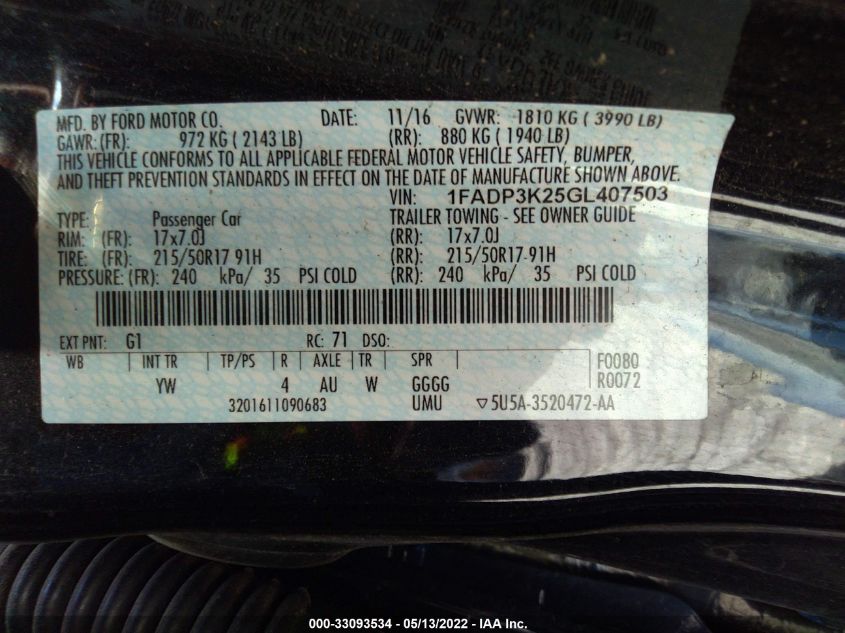 MFD. BY FORD MOTOR CO. DATE: 11/16 GVWR: 1810 KG ( 3990 LB)
GAWR:(FR): 972 KG ( 2143 LB) (RR): 880 KG ( 1940 LB)
THIS VEHICLE CONFORMS TO ALL APPLICABLE FEDERAL MOTOR VEHICLE SAFETY, BUMPER,
AND THEFT PREVENTION STANDARDS IN EFFECT ON THE DATE OF MANUFACTURE SHOWN ABOVE.
VIN: 1FADP3K25GL407503
TYPE: Passenger Car TRAILER TOWING - SEE OWNER GUIDE
RIM: (FR): 17x7.0J (RR): 17x7.0J
TIRE: (FR): 215/50R17 91H (RR): 215/50R17 91H
PRESSURE: (FR): 240 kPa/ 35 PSI COLD (RR): 240 kPa/ 35 PSI COLD
EXT PNT: G1 RC: 71 DSO:
WB INT TR TP/PS R AXLE TR SPR F0080
YW 4 AU W GGGG R0072
3201611090683 UMU ▽5U5A-3520472-AA
000-33093534 - 05/13/2022 - IAA Inc.